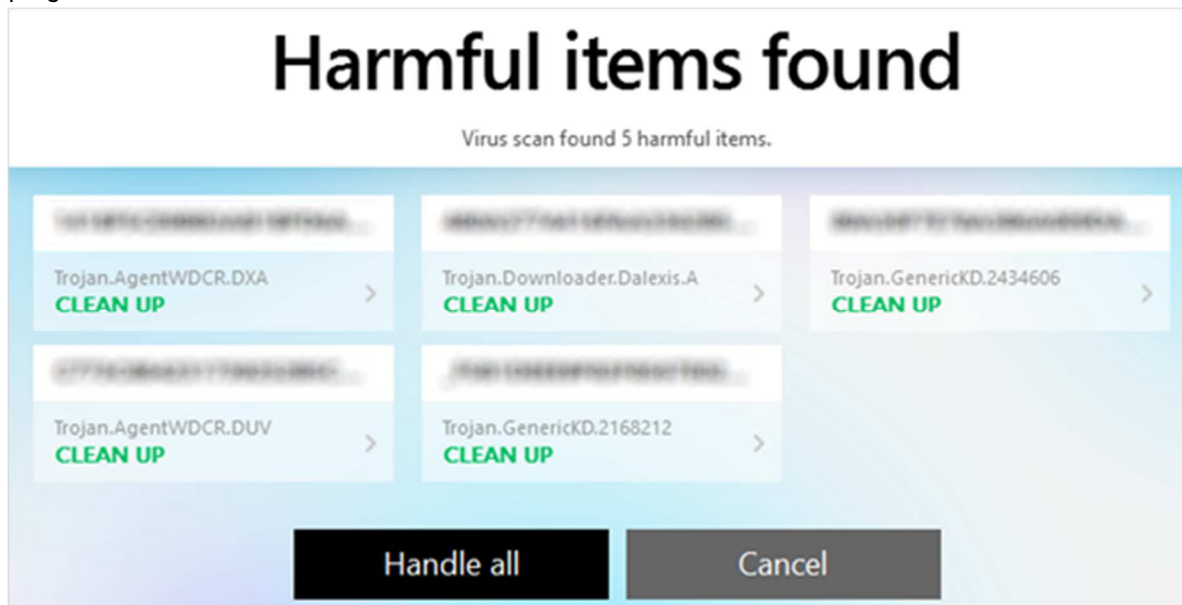 Harmful items found
Virus scan found 5 harmful items.
Trojan.AgentWDCR.DXA
CLEAN UP
Trojan.Downloader.Dalexis.A
CLEAN UP
Trojan.GenericKD.2434606
CLEAN UP
Trojan.AgentWDCR.DUV
CLEAN UP
Trojan.GenericKD.2168212
CLEAN UP
Handle all
Cancel